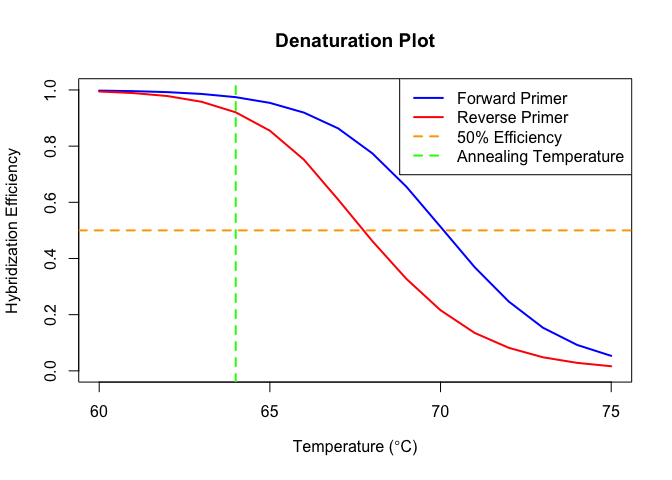 Denaturation Plot
Forward Primer
Reverse Primer
50% Efficiency
Annealing Temperature
Hybridization Efficiency
1.0
0.8
0.6
0.4
0.2
0.0
60 65 70 75
Temperature (°C)